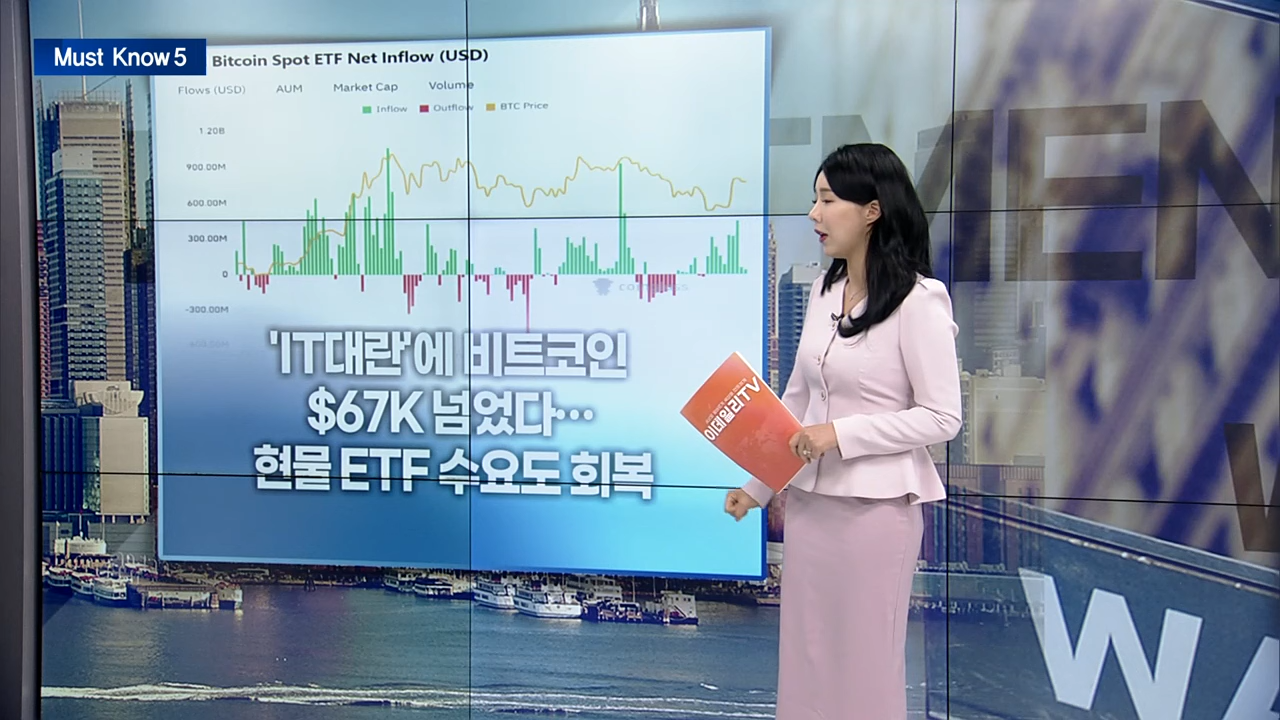 Must Know 5
Bitcoin Spot ETF Net Inflow (USD)
Flows (USD) AUM Market Cap Volume
Inflow Outflow BTC Price
1.20B
900.00M
600.00M
300.00M
0
-300.00M
'IT대란'에 비트코인
$67K 넘었다…
현물 ETF 수요도 회복
이데일리TV
TMEN
WA